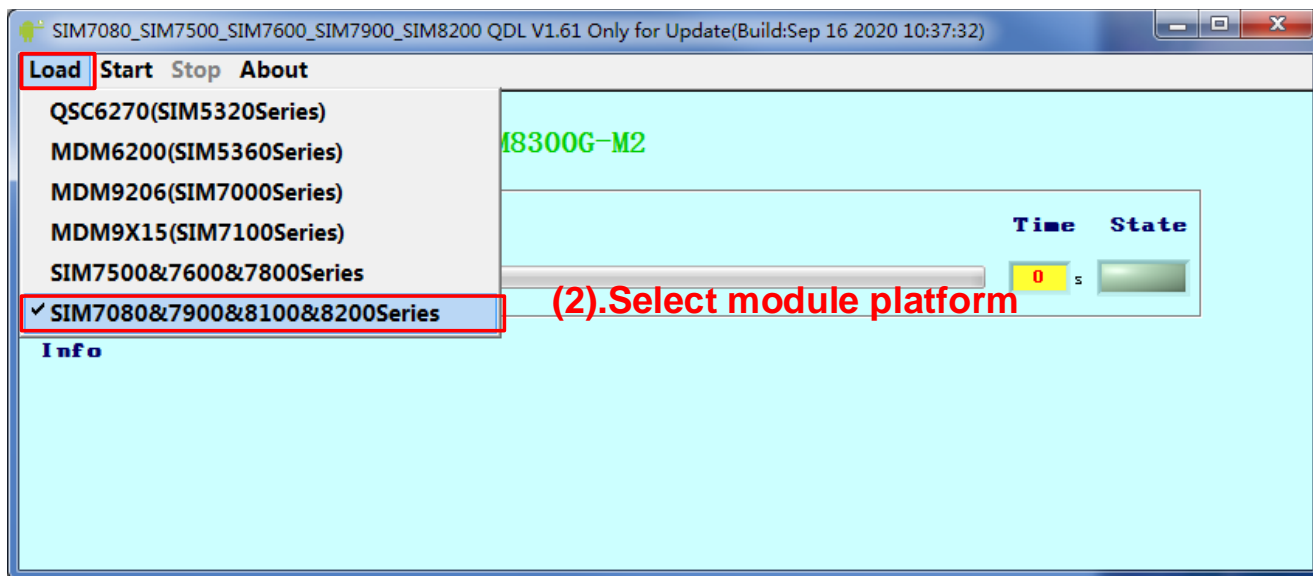 SIM7080_SIM7500_SIM7600_SIM7900_SIM8200 QDL V1.61 Only for Update(Build:Sep 16 2020 10:37:32)
Load Start Stop About
QSC6270(SIM5320Series)
MDM6200(SIM5360Series)
M8300G-M2
MDM9206(SIM7000Series)
MDM9X15(SIM7100Series)
Time State
SIM7500&7600&7800Series
0 s
✓ SIM7080&7900&8100&8200Series
(2).Select module platform
Info